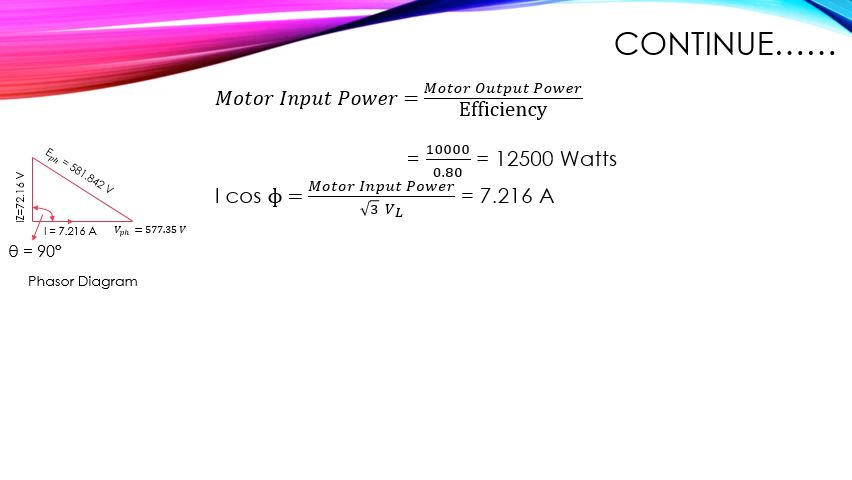 CONTINUE……
Motor Input Power = Motor Output Power / Efficiency
= 10000 / 0.80 = 12500 Watts
I cos ϕ = Motor Input Power / √3 V_L = 7.216 A
E_ph = 581.842 V
IZ=72.16 V
I = 7.216 A
V_ph = 577.35 V
θ = 90°
Phasor Diagram